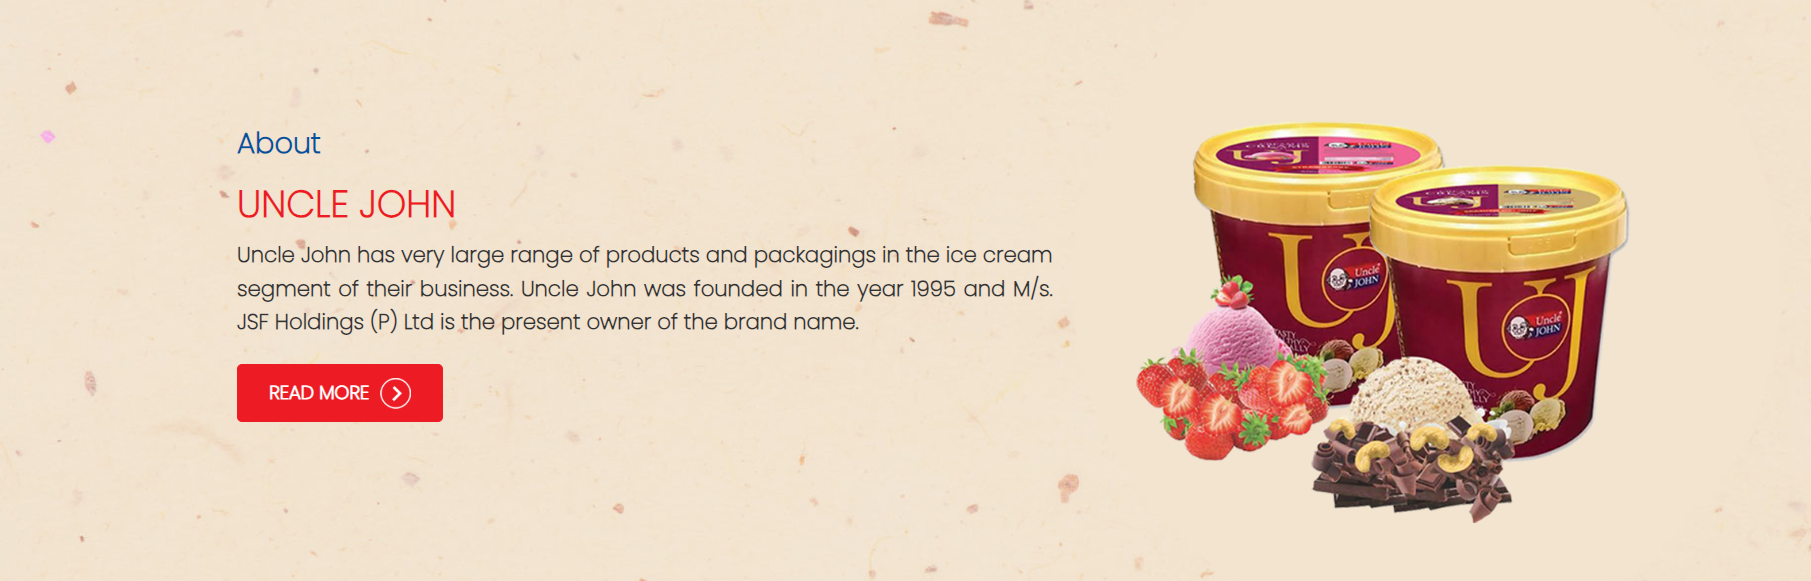 About
UNCLE JOHN
Uncle John has very large range of products and packagings in the ice cream
segment of their business. Uncle John was founded in the year 1995 and M/s.
JSF Holdings (P) Ltd is the present owner of the brand name.
READ MORE
UJ
Uncle
JOHN
UJ
Uncle
JOHN